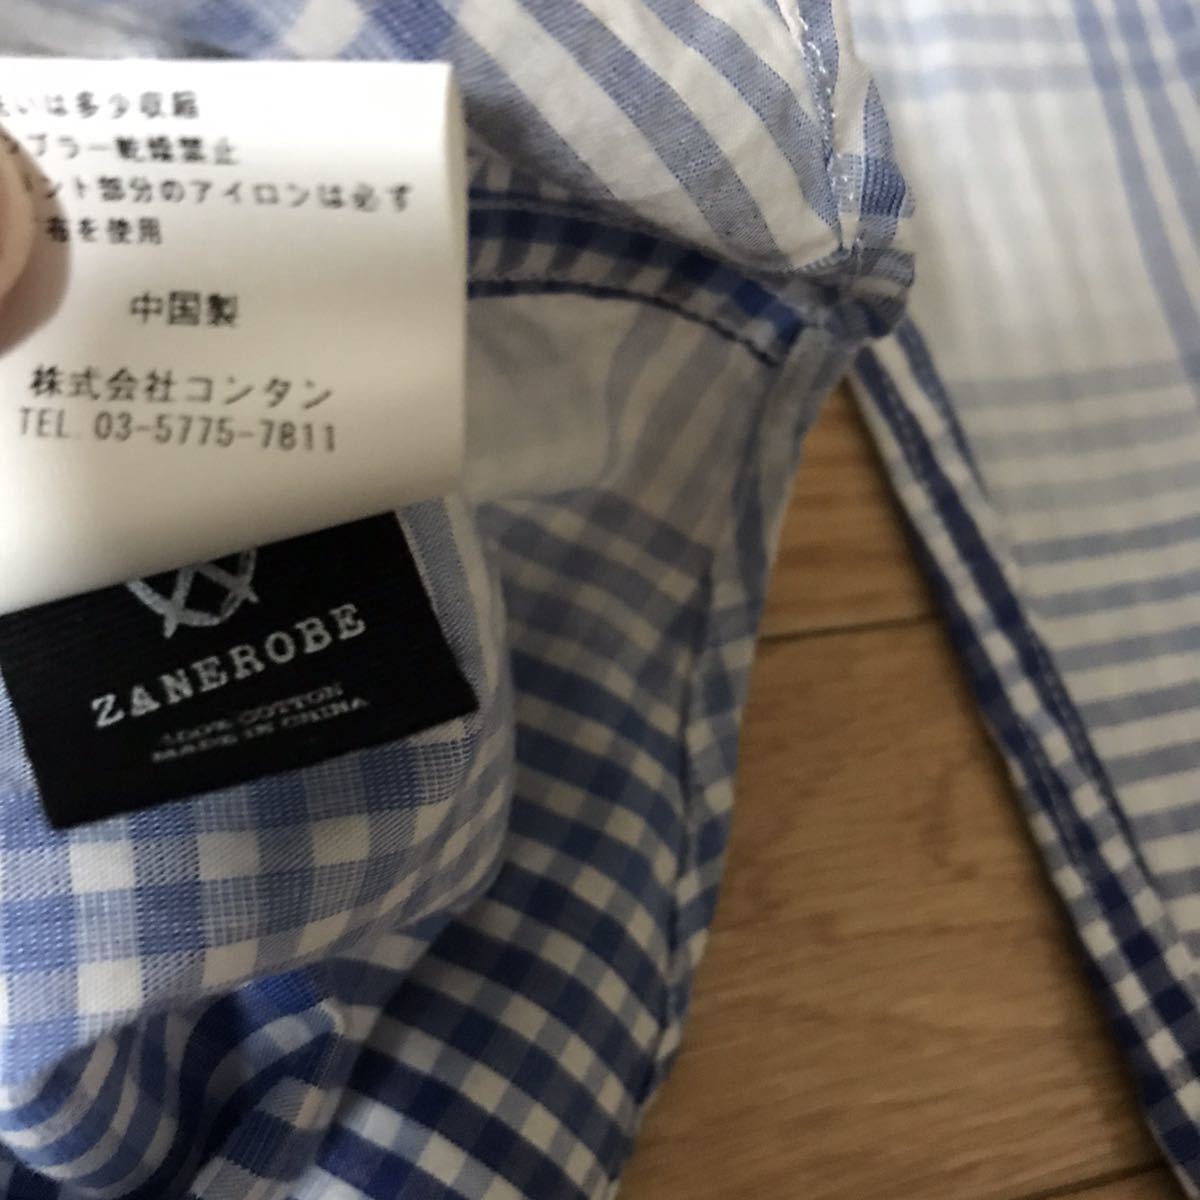 いは多少収縮
ンブラー乾燥禁止
ント部分のアイロンは必ず
布を使用
中国製
株式会社コンタン
TEL. 03-5775-7811
ZANEROBE
100% COTTON
MADE IN CHINA